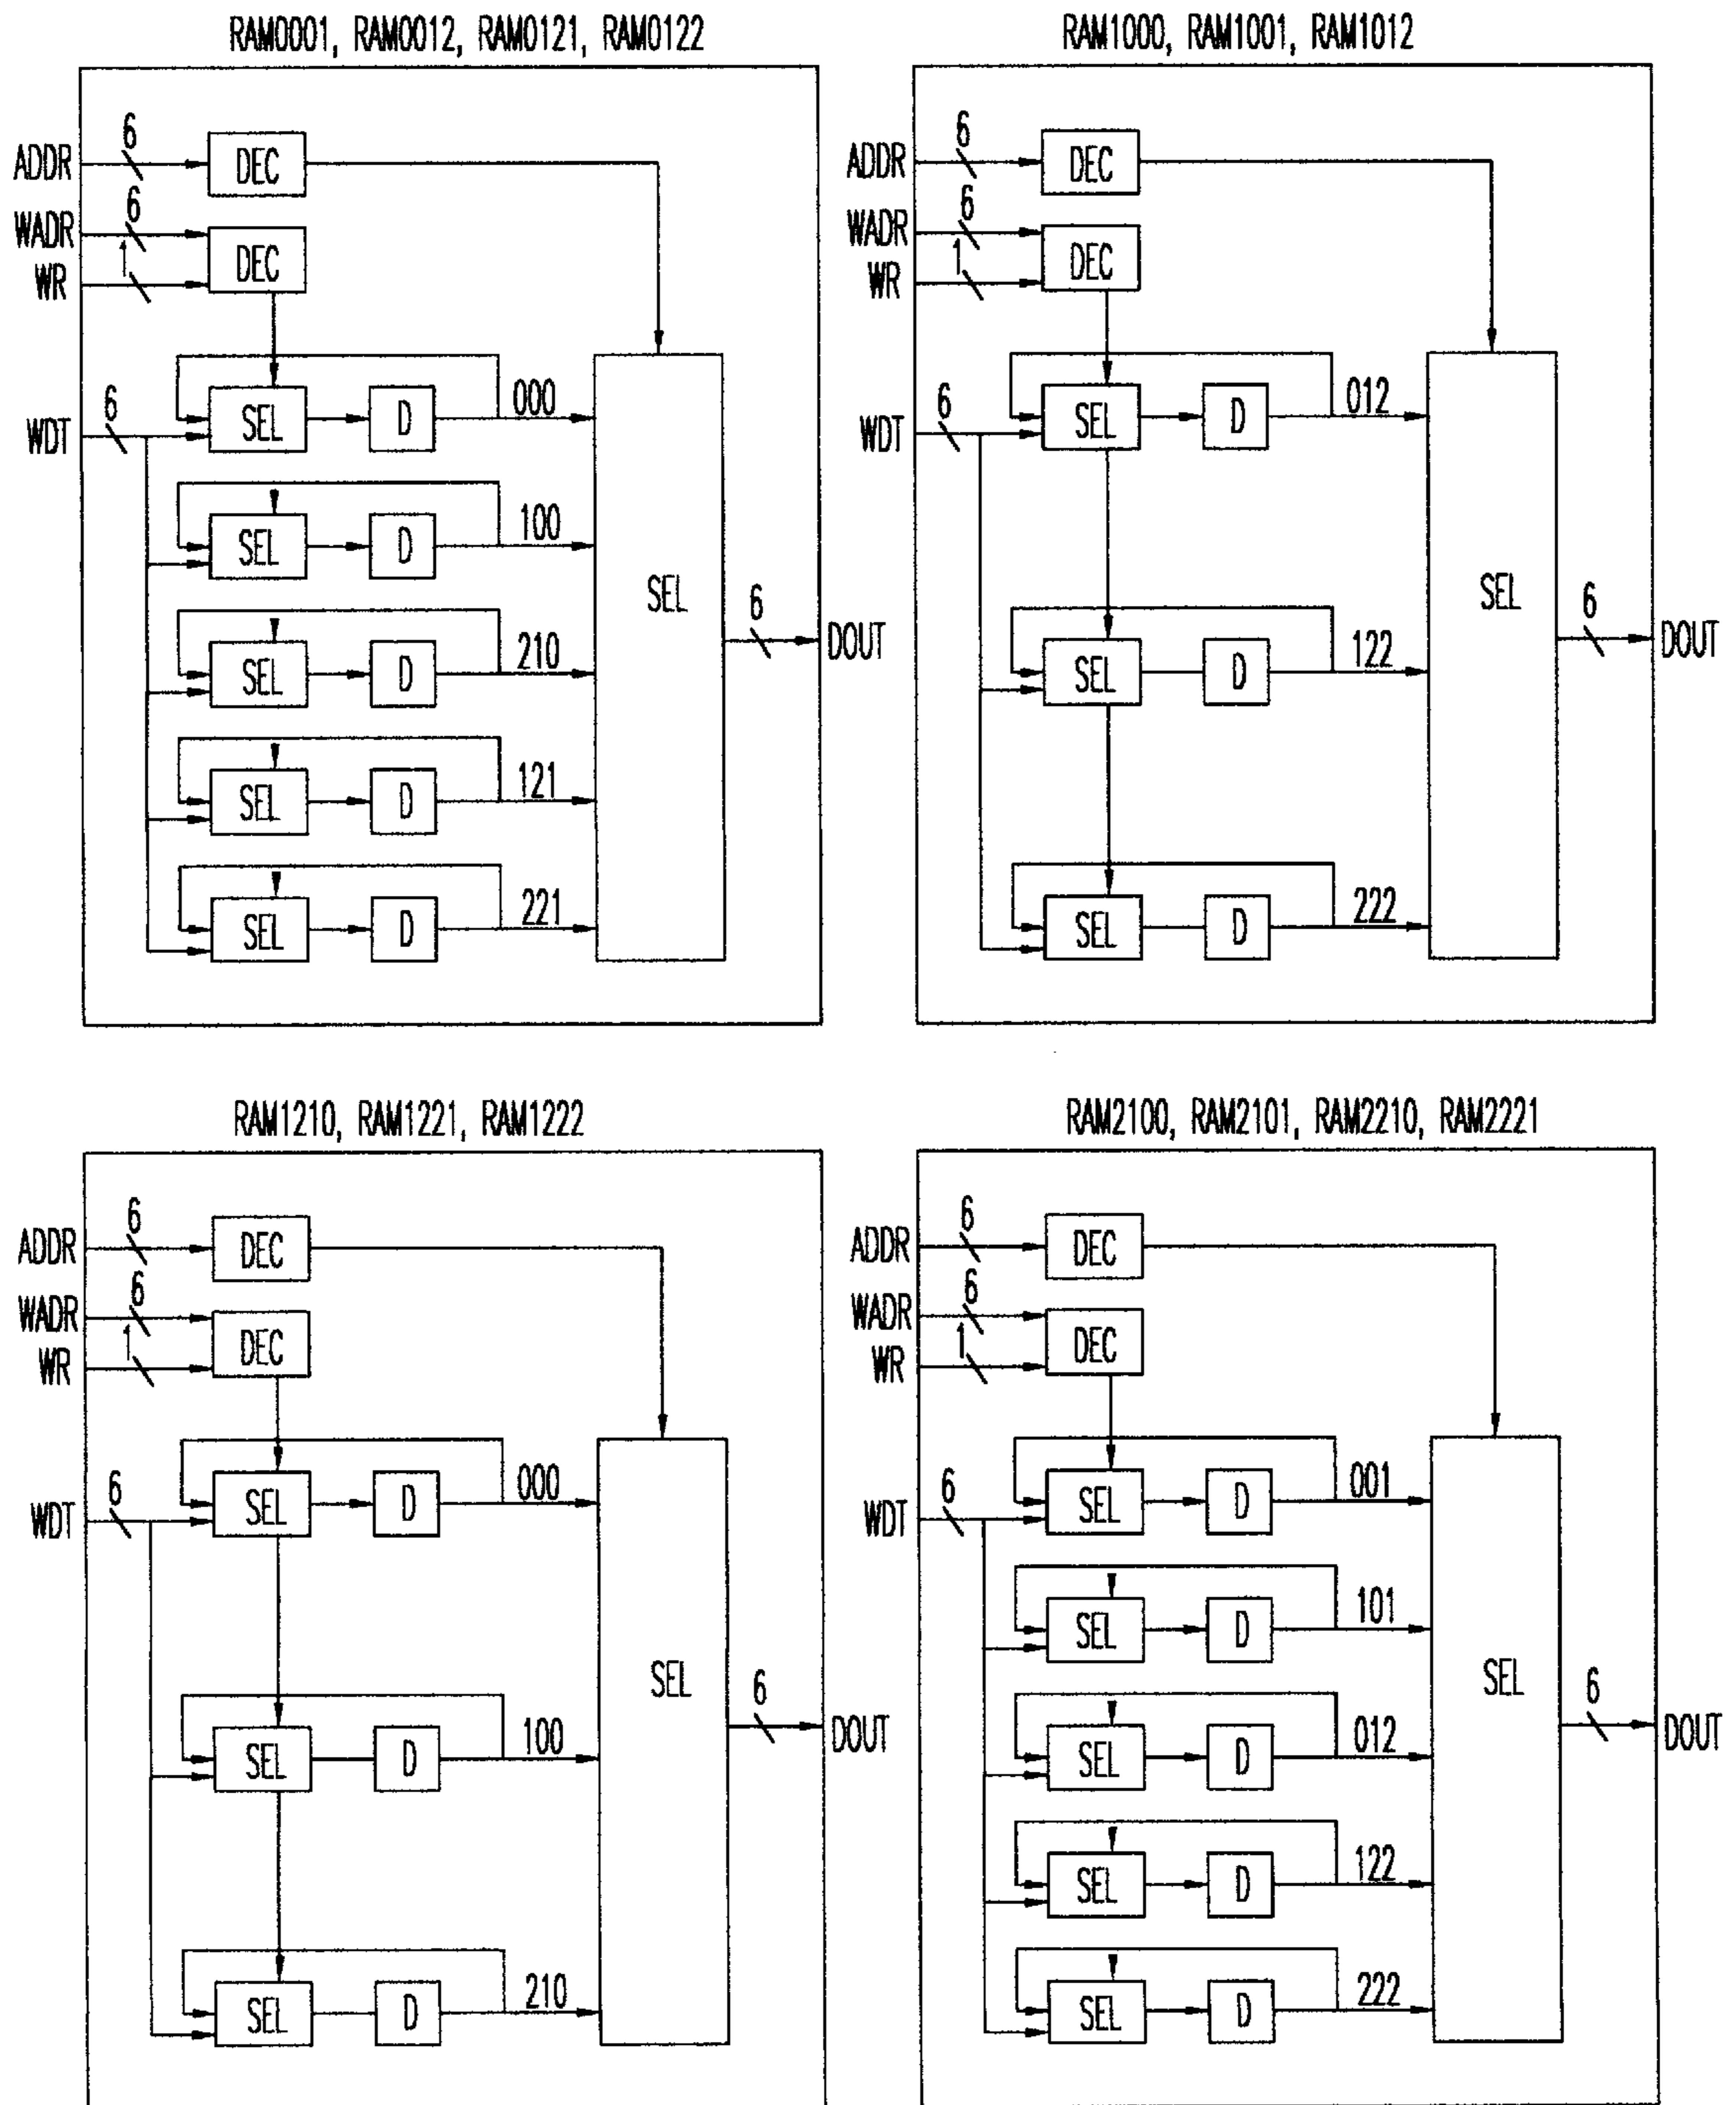 RAM0001, RAM0012, RAM0121, RAM0122
6
ADDR
DEC
6
WADR
1
WR
DEC
6
WDT
SEL
D
000
SEL
D
100
SEL
D
210
SEL
D
121
SEL
D
221
SEL
6
DOUT
RAM1000, RAM1001, RAM1012
6
ADDR
DEC
6
WADR
1
WR
DEC
6
WDT
SEL
D
012
SEL
D
122
SEL
D
222
SEL
6
DOUT
RAM1210, RAM1221, RAM1222
6
ADDR
DEC
6
WADR
1
WR
DEC
6
WDT
SEL
D
000
SEL
D
100
SEL
D
210
SEL
6
DOUT
RAM2100, RAM2101, RAM2210, RAM2221
6
ADDR
DEC
6
WADR
1
WR
DEC
6
WDT
SEL
D
001
SEL
D
101
SEL
D
012
SEL
D
122
SEL
D
222
SEL
6
DOUT